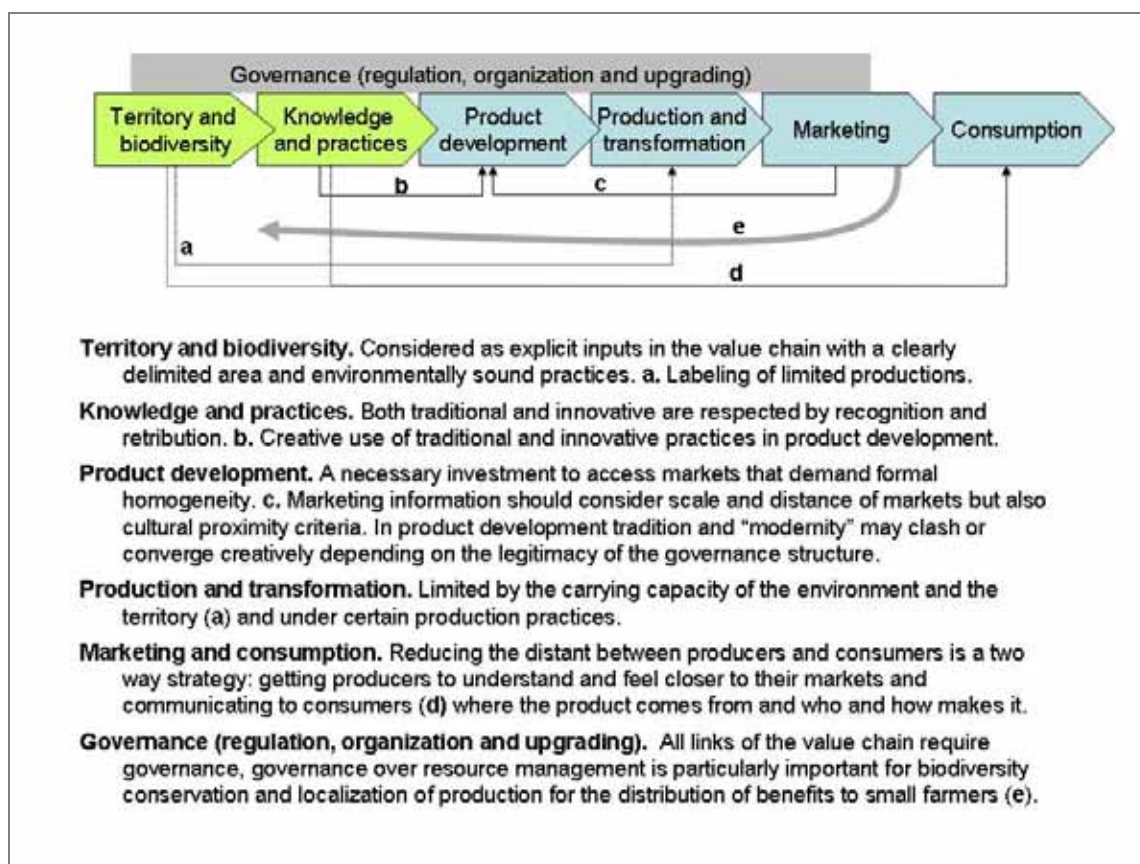 Governance (regulation, organization and upgrading)
Territory and
biodiversity
Knowledge
and practices
Product
development
Production and
transformation
Marketing
Consumption
b
c
e
a
d
Territory and biodiversity. Considered as explicit inputs in the value chain with a clearly
delimited area and environmentally sound practices. a. Labeling of limited productions.
Knowledge and practices. Both traditional and innovative are respected by recognition and
retribution. b. Creative use of traditional and innovative practices in product development.
Product development. A necessary investment to access markets that demand formal
homogeneity. c. Marketing information should consider scale and distance of markets but also
cultural proximity criteria. In product development tradition and “modernity” may clash or
converge creatively depending on the legitimacy of the governance structure.
Production and transformation. Limited by the carrying capacity of the environment and the
territory (a) and under certain production practices.
Marketing and consumption. Reducing the distant between producers and consumers is a two
way strategy: getting producers to understand and feel closer to their markets and
communicating to consumers (d) where the product comes from and who and how makes it.
Governance (regulation, organization and upgrading). All links of the value chain require
governance, governance over resource management is particularly important for biodiversity
conservation and localization of production for the distribution of benefits to small farmers (e).